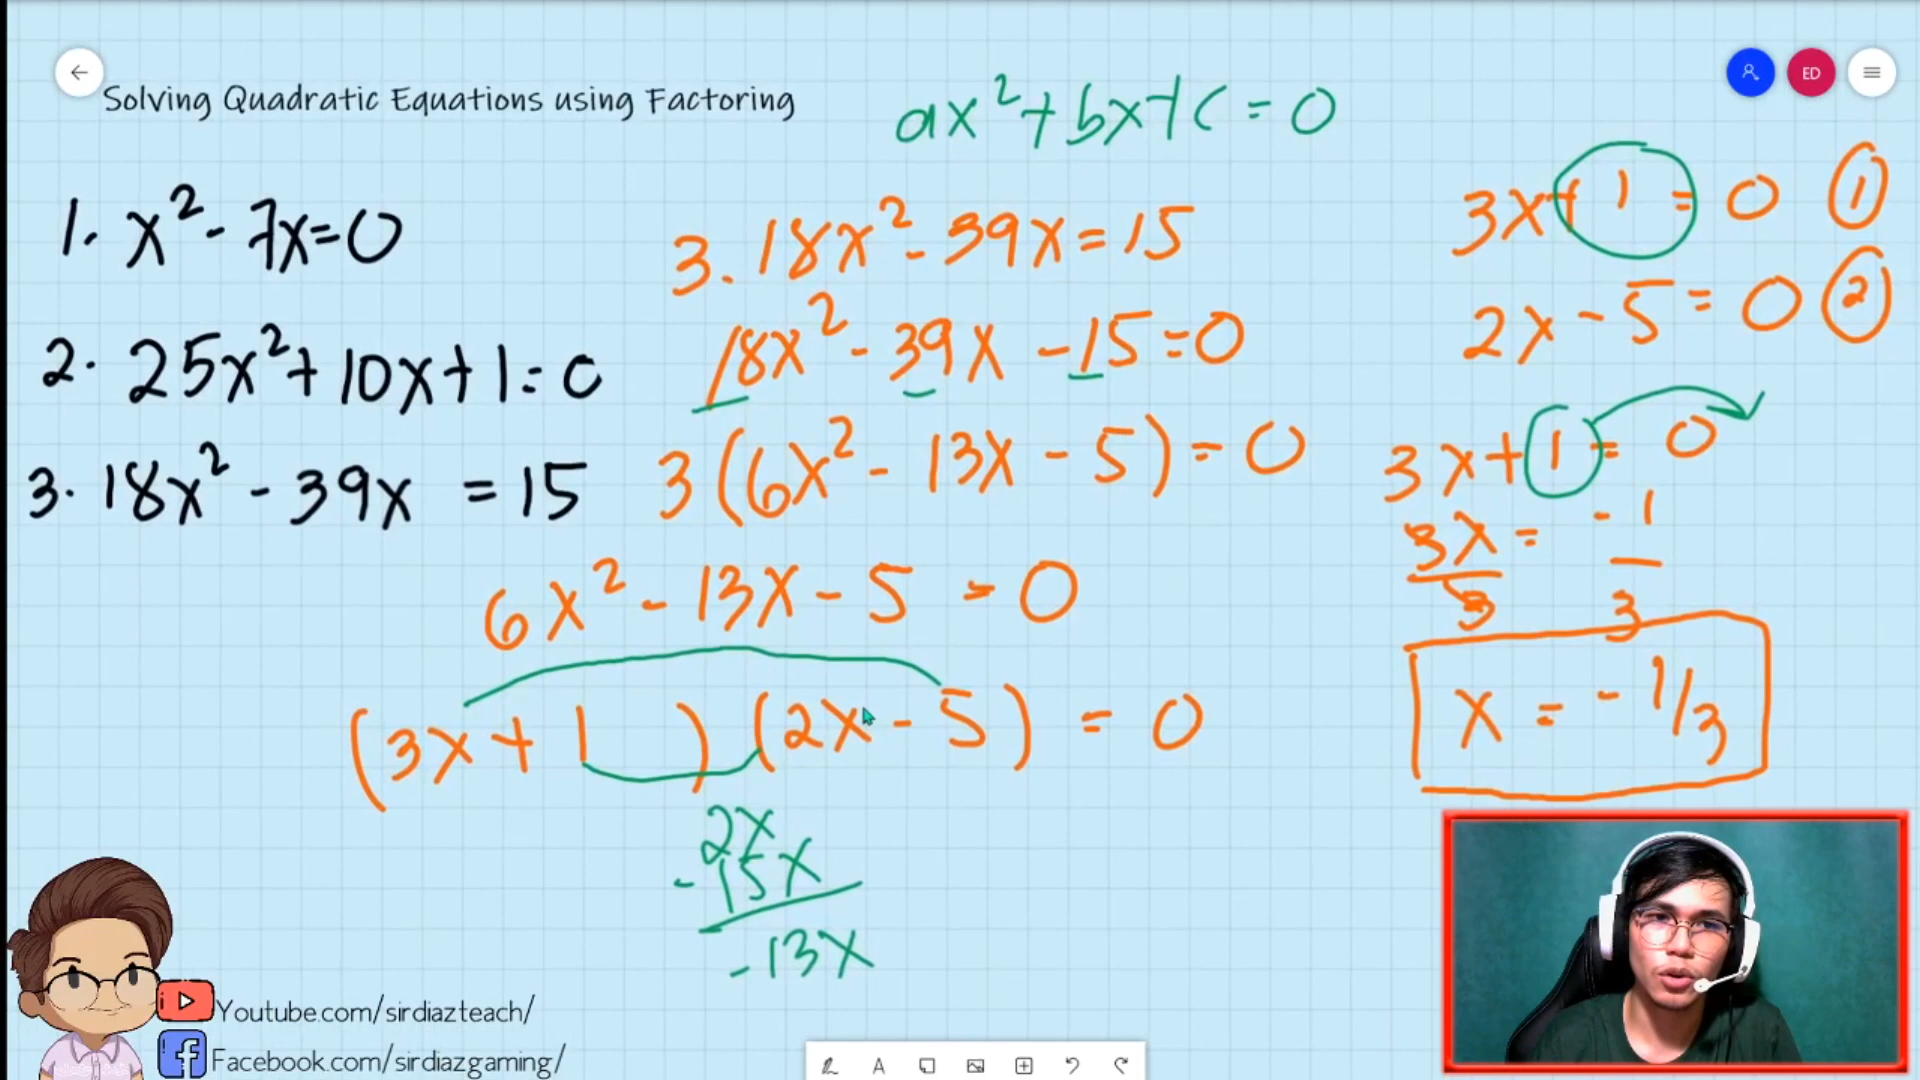 Solving Quadratic Equations using Factoring
ax²+bx+c=0
1. x²-7x=0
2. 25x²+10x+1=0
3. 18x²-39x =15
3. 18x²-39x=15
18x²-39x-15=0
3(6x²-13x-5)=0
6x²-13x-5=0
(3x+1 )(2x-5)=0
2x
-15x
-13x
3x+1=0 ①
2x-5=0 ②
3x+1=0
3x= -1
3 3
x=-1/3
ED
Youtube.com/sirdiazteach/
Facebook.com/sirdiazgaming/
A